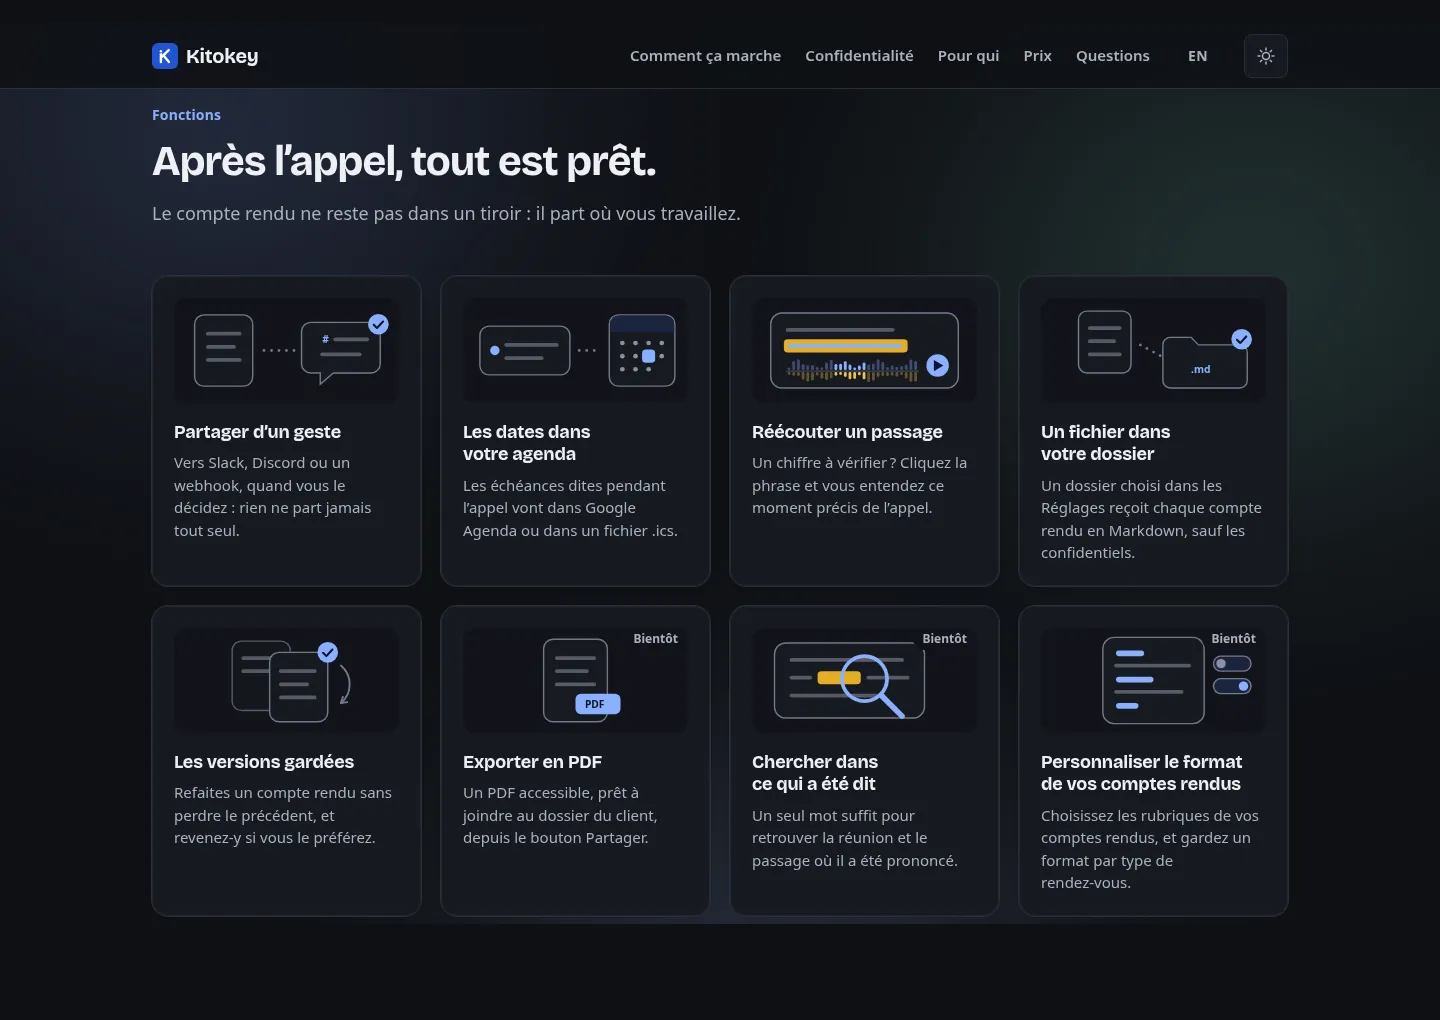 Kitokey
Comment ça marche
Confidentialité
Pour qui
Prix
Questions
EN
Fonctions
Après l’appel, tout est prêt.
Le compte rendu ne reste pas dans un tiroir : il part où vous travaillez.
#
Partager d’un geste
Vers Slack, Discord ou un
webhook, quand vous le
décidez : rien ne part jamais
tout seul.
Les dates dans
votre agenda
Les échéances dites pendant
l’appel vont dans Google
Agenda ou dans un fichier .ics.
Réécouter un passage
Un chiffre à vérifier ? Cliquez la
phrase et vous entendez ce
moment précis de l’appel.
.md
Un fichier dans
votre dossier
Un dossier choisi dans les
Réglages reçoit chaque compte
rendu en Markdown, sauf les
confidentiels.
Les versions gardées
Refaites un compte rendu sans
perdre le précédent, et
revenez-y si vous le préférez.
Bientôt
PDF
Exporter en PDF
Un PDF accessible, prêt à
joindre au dossier du client,
depuis le bouton Partager.
Bientôt
Chercher dans
ce qui a été dit
Un seul mot suffit pour
retrouver la réunion et le
passage où il a été prononcé.
Bientôt
Personnaliser le format
de vos comptes rendus
Choisissez les rubriques de vos
comptes rendus, et gardez un
format par type de
rendez-vous.